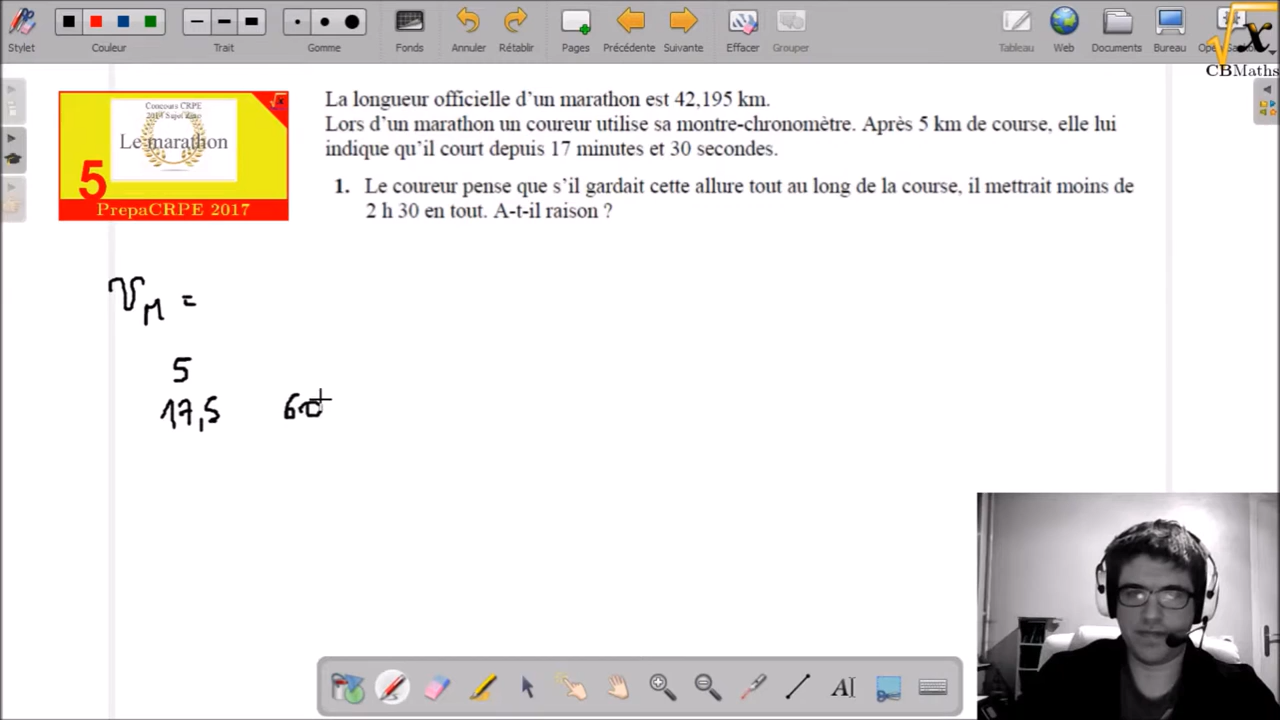 Stylet
Couleur
Trait
Gomme
Fonds
Annuler
Rétablir
Pages
Précédente
Suivante
Effacer
Grouper
Tableau
Web
Documents
Bureau
√x
CBMaths
Concours CRPE
Le marathon
5
PrepaCRPE 2017
La longueur officielle d'un marathon est 42,195 km.
Lors d'un marathon un coureur utilise sa montre-chronomètre. Après 5 km de course, elle lui
indique qu'il court depuis 17 minutes et 30 secondes.
1. Le coureur pense que s'il gardait cette allure tout au long de la course, il mettrait moins de
2 h 30 en tout. A-t-il raison ?
VM =
5
17,5 60
AI